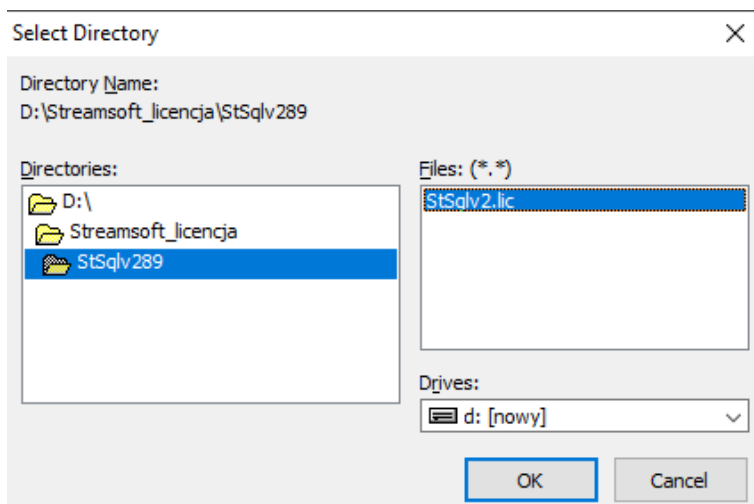 Select Directory
Directory Name:
D:\Streamsoft_licencja\StSqlv289
Directories:
D:\
Streamsoft_licencja
StSqlv289
Files: (*.*)
StSqlv2.lic
Drives:
d: [nowy]
OK
Cancel